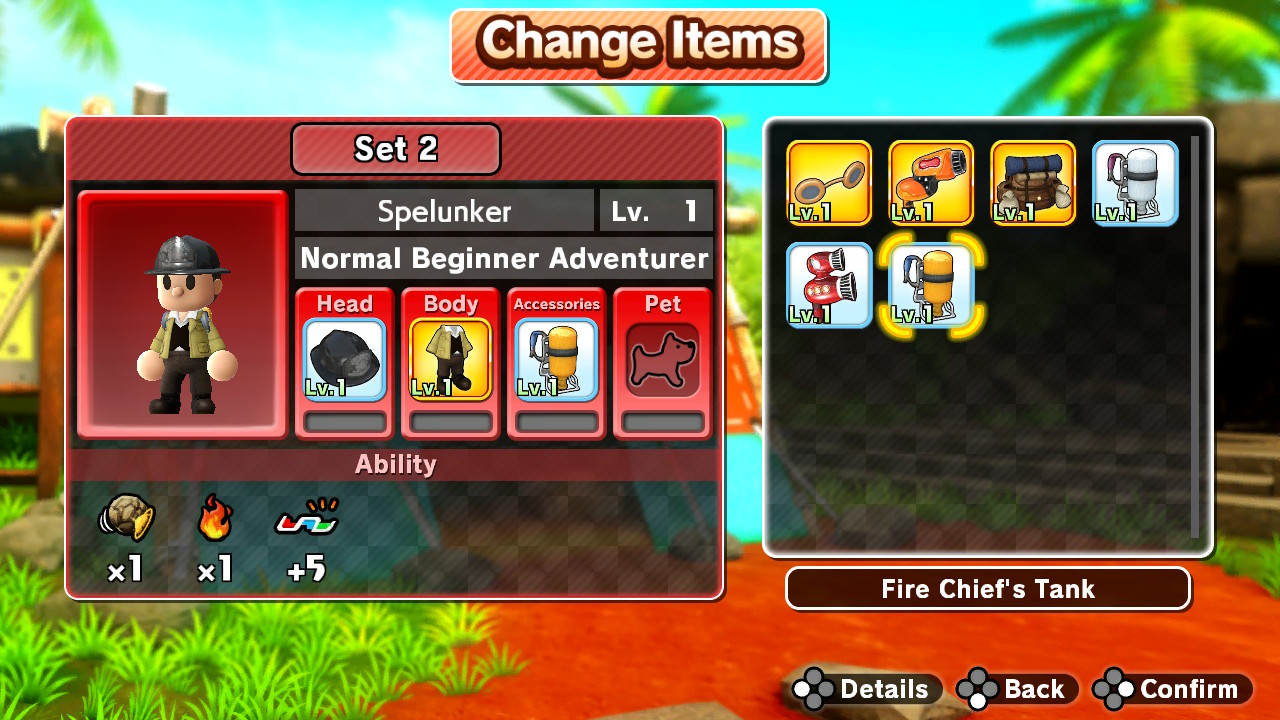 Change Items
Set 2
Spelunker
Lv. 1
Normal Beginner Adventurer
Head
Body
Accessories
Pet
Lv.1
Lv.1
Lv.1
Ability
×1
×1
+5
Lv.1
Lv.1
Lv.1
Lv.1
Lv.1
Lv.1
Fire Chief's Tank
Details
Back
Confirm